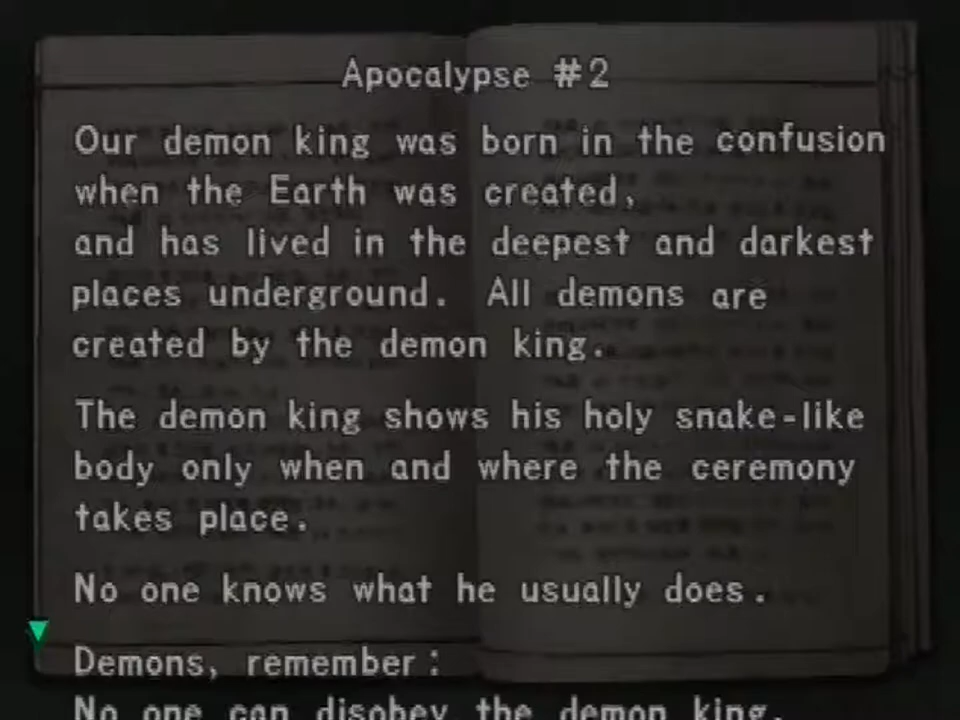 Apocalypse #2
Our demon king was born in the confusion
when the Earth was created,
and has lived in the deepest and darkest
places underground. All demons are
created by the demon king.
The demon king shows his holy snake-like
body only when and where the ceremony
takes place.
No one knows what he usually does.
Demons, remember:
No one can disobey the demon king.